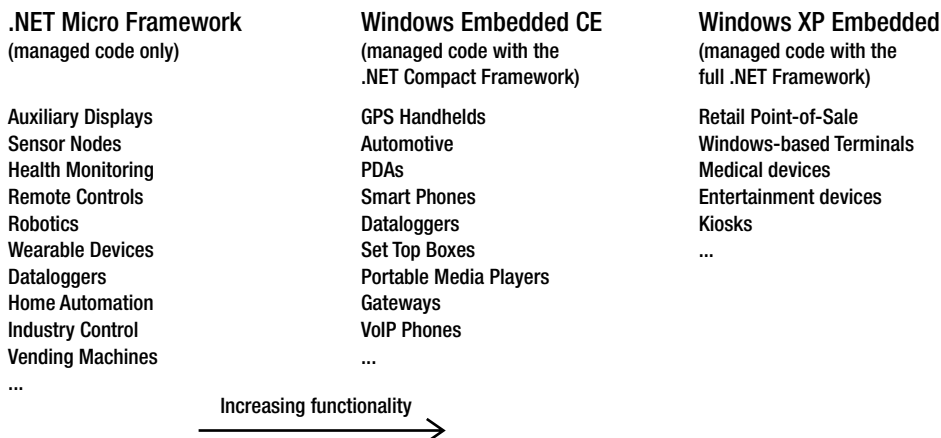 .NET Micro Framework
(managed code only)
Auxiliary Displays
Sensor Nodes
Health Monitoring
Remote Controls
Robotics
Wearable Devices
Dataloggers
Home Automation
Industry Control
Vending Machines
...
Windows Embedded CE
(managed code with the
.NET Compact Framework)
GPS Handhelds
Automotive
PDAs
Smart Phones
Dataloggers
Set Top Boxes
Portable Media Players
Gateways
VoIP Phones
...
Windows XP Embedded
(managed code with the
full .NET Framework)
Retail Point-of-Sale
Windows-based Terminals
Medical devices
Entertainment devices
Kiosks
...
Increasing functionality